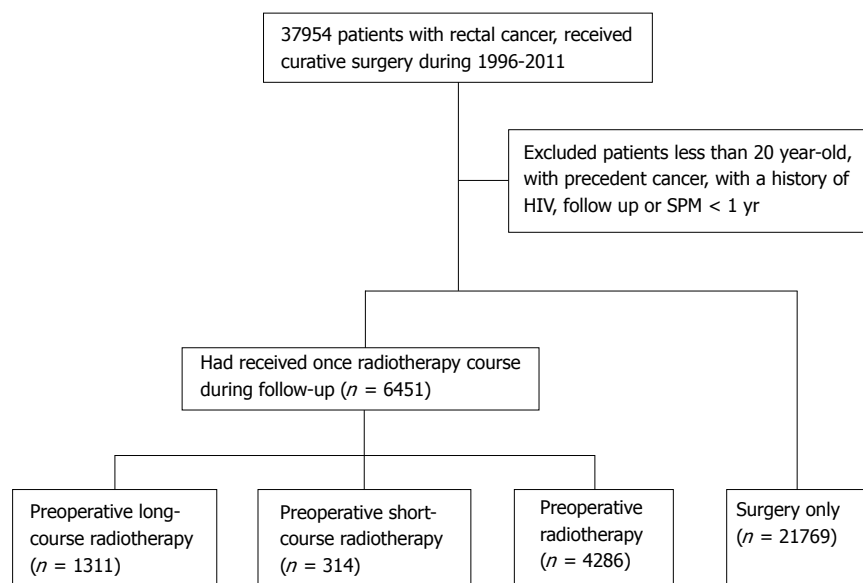 37954 patients with rectal cancer, received
curative surgery during 1996-2011
Excluded patients less than 20 year-old,
with precedent cancer, with a history of
HIV, follow up or SPM < 1 yr
Had received once radiotherapy course
during follow-up (n = 6451)
Preoperative long-
course radiotherapy
(n = 1311)
Preoperative short-
course radiotherapy
(n = 314)
Preoperative
radiotherapy
(n = 4286)
Surgery only
(n = 21769)